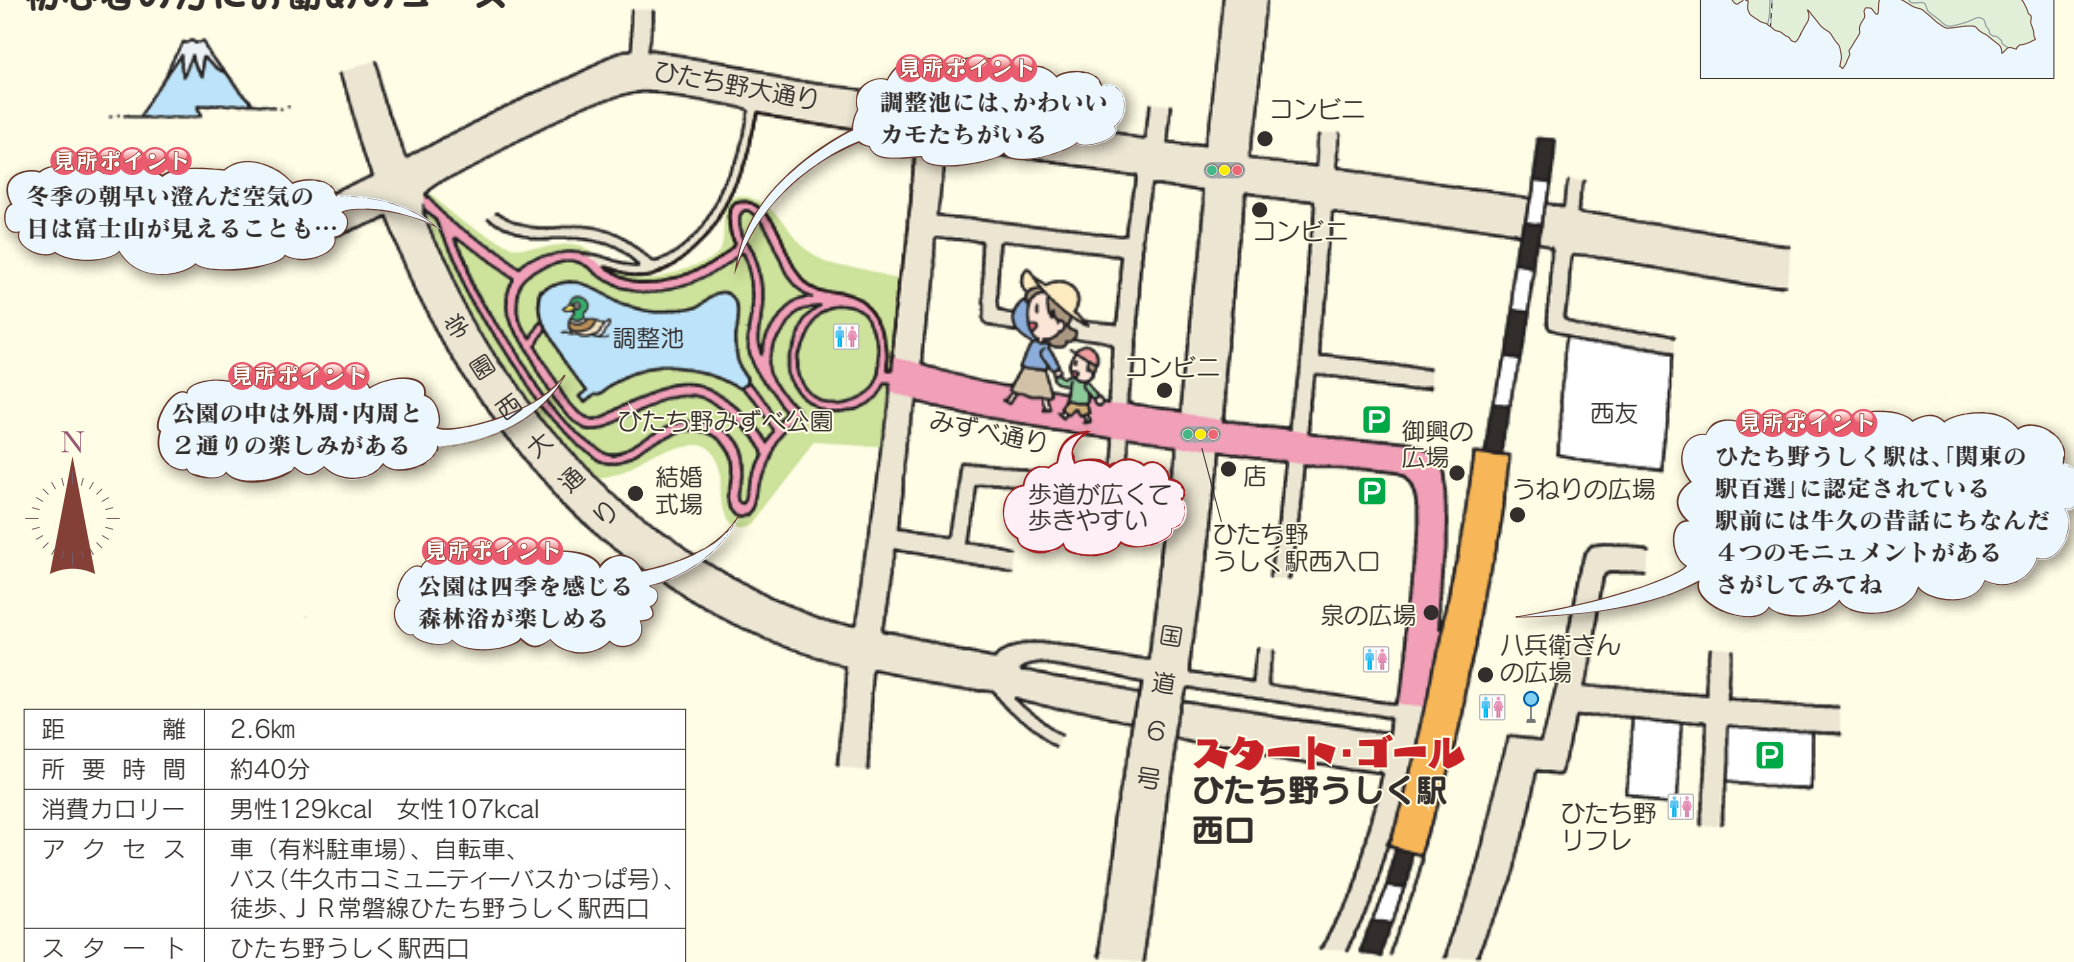 初心者の方にお勧めのコース
ひたち野大通り
見所ポイント
調整池には、かわいい
カモたちがいる
コンビニ
見所ポイント
冬季の朝早い澄んだ空気の
日は富士山が見えることも…
コンビニ
学園西大通り
調整池
見所ポイント
公園の中は外周・内周と
２通りの楽しみがある
ひたち野みずべ公園
コンビニ
みずべ通り
P
御輿の
広場
西友
見所ポイント
ひたち野うしく駅は、「関東の
駅百選」に認定されている
駅前には牛久の昔話にちなんだ
４つのモニュメントがある
さがしてみてね
N
結婚
式場
歩道が広くて
歩きやすい
店
P
うねりの広場
ひたち野
うしく駅西入口
見所ポイント
公園は四季を感じる
森林浴が楽しめる
泉の広場
八兵衛さん
の広場
国道6号
スタート・ゴール
ひたち野うしく駅
西口
P
ひたち野
リフレ
距離 2.6km
所要時間 約40分
消費カロリー 男性129kcal 女性107kcal
アクセス 車（有料駐車場）、自転車、
バス（牛久市コミュニティーバスかっぱ号）、
徒歩、ＪＲ常磐線ひたち野うしく駅西口
スタート ひたち野うしく駅西口